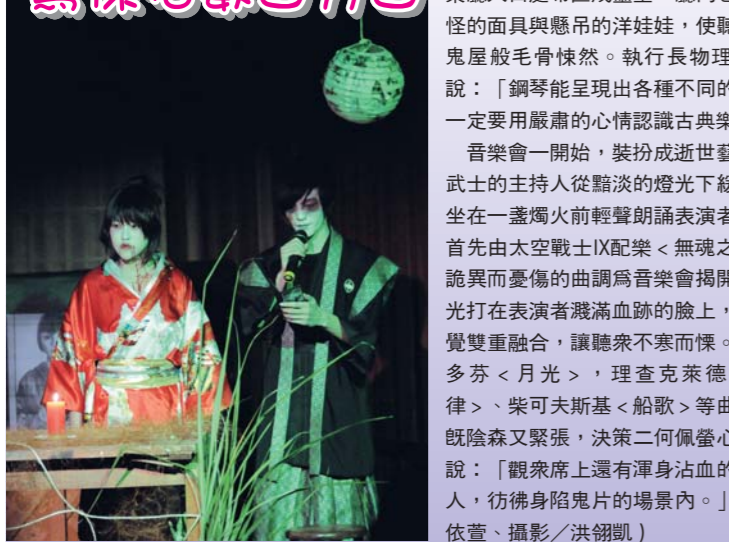 怪的面具與懸吊的洋娃娃，使聽
鬼屋般毛骨悚然。執行長物理
說：「鋼琴能呈現出各種不同的
一定要用嚴肅的心情認識古典樂
音樂會一開始，裝扮成逝世藝
武士的主持人從黯淡的燈光下緩
坐在一盞燭火前輕聲朗誦表演者
首先由太空戰士IX配樂<無魂之
詭異而憂傷的曲調為音樂會揭開
光打在表演者濺滿血跡的臉上，
覺雙重融合，讓聽眾不寒而慄。
多芬<月光>，理查克萊德
律>、柴可夫斯基<船歌>等曲
既陰森又緊張，決策二何佩螢心
說：「觀眾席上還有渾身沾血的
人，彷彿身陷鬼片的場景內。」
依萱、攝影／洪翎凱)